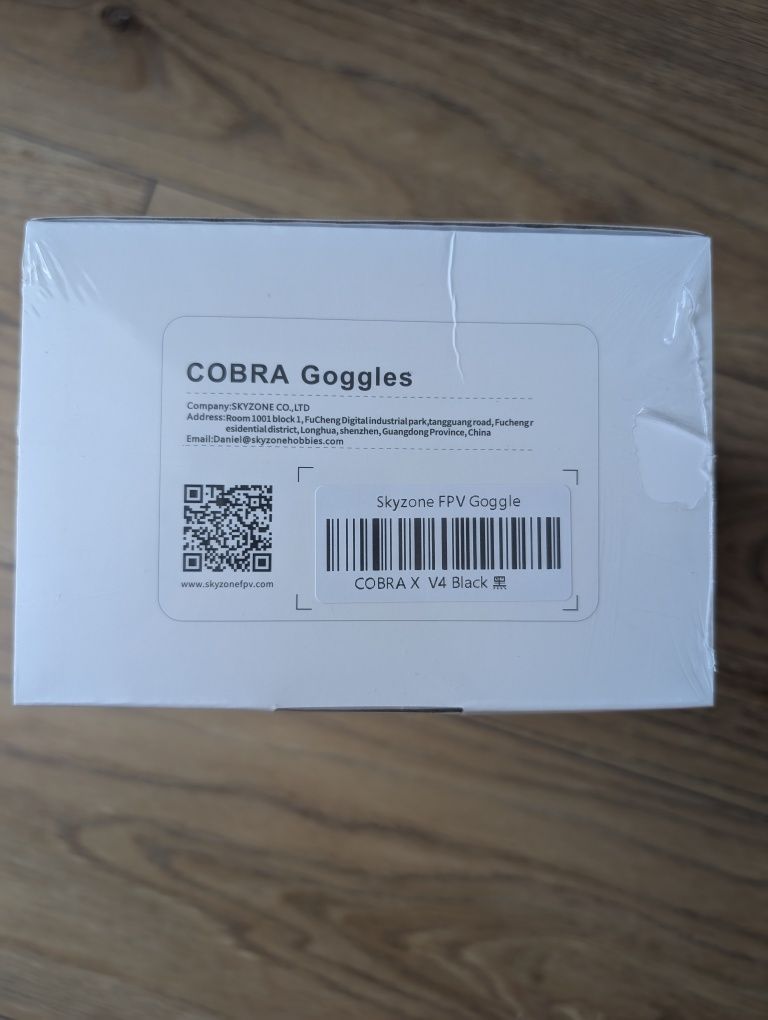 COBRA Goggles
Company:SKYZONE CO.,LTD
Address:Room 1001 block 1, FuCheng Digital industrial park,tangguang road, Fucheng r
esidential district, Longhua, shenzhen, Guangdong Province, China
Email:Daniel@skyzonehobbies.com
Skyzone FPV Goggle
COBRA X V4 Black 黑
www.skyzonefpv.com